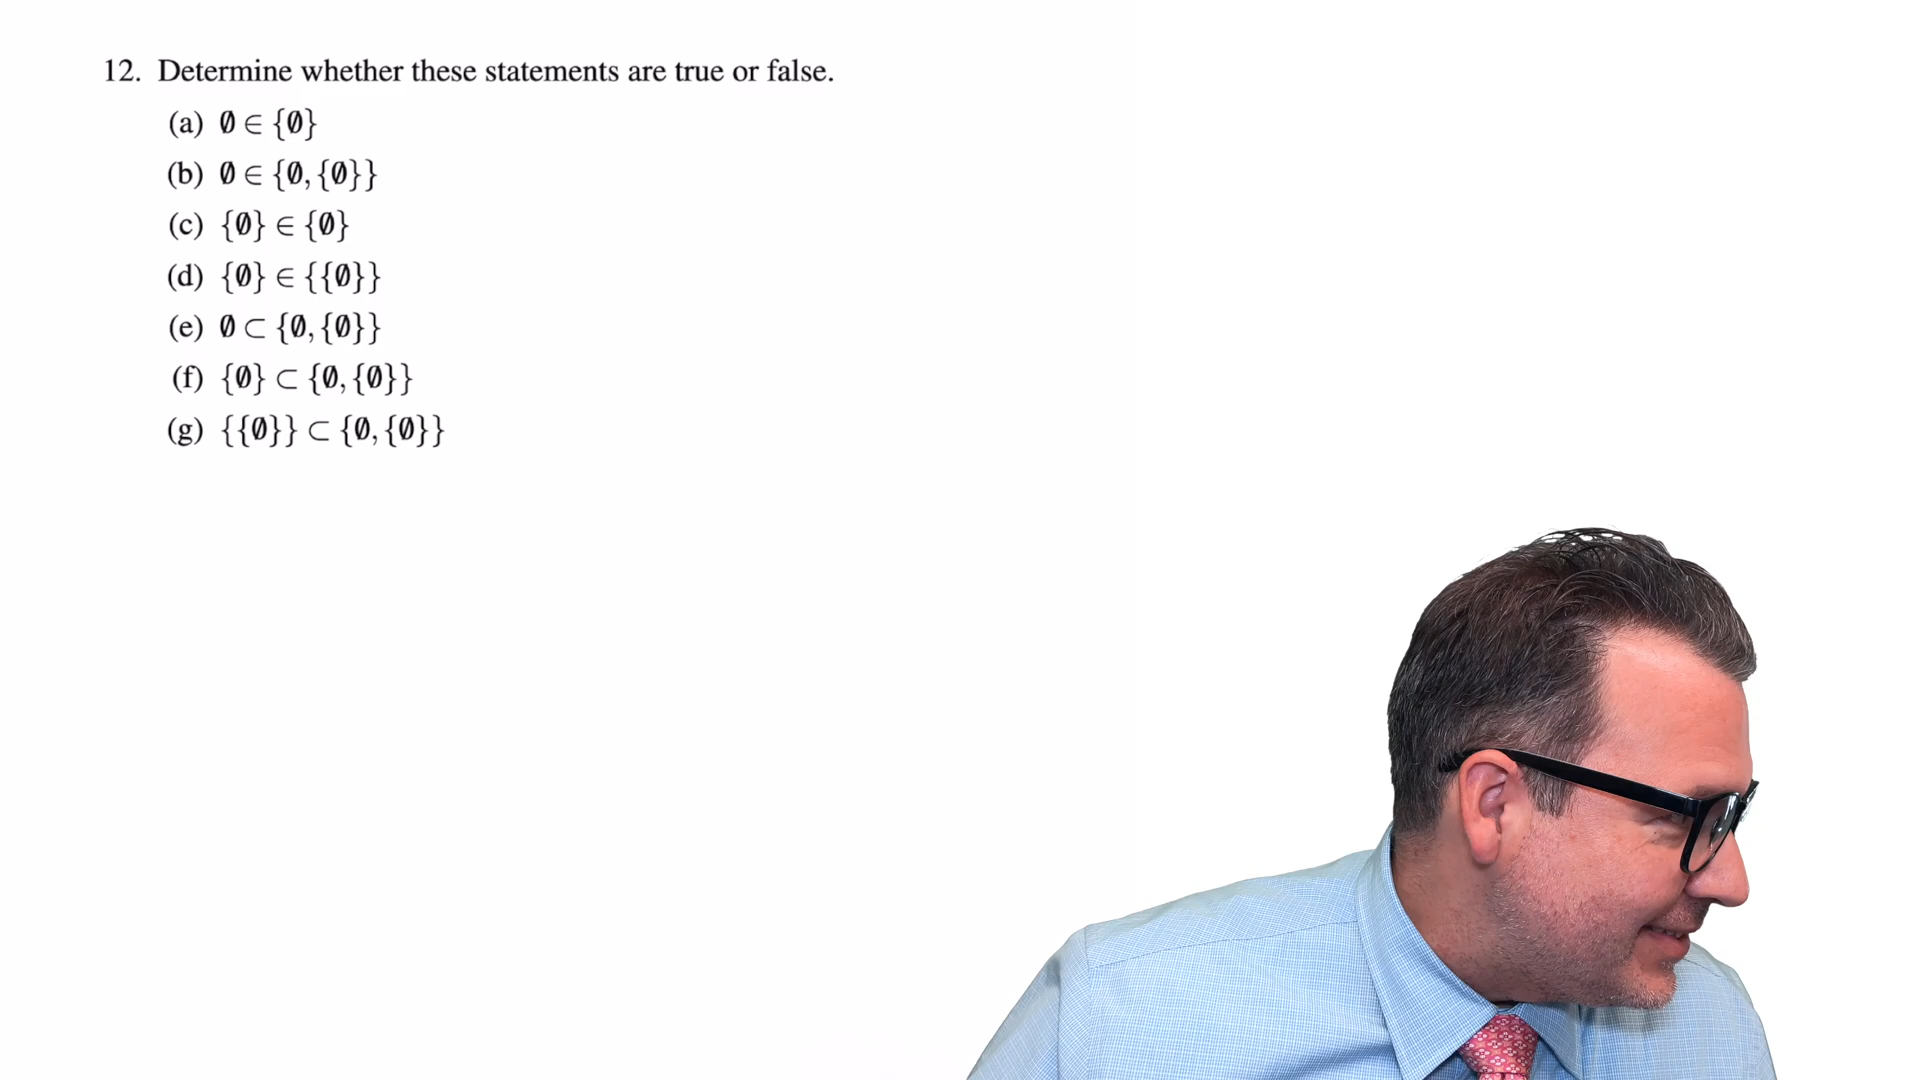 12. Determine whether these statements are true or false.
(a) ∅ ∈ {∅}
(b) ∅ ∈ {∅, {∅}}
(c) {∅} ∈ {∅}
(d) {∅} ∈ {{∅}}
(e) ∅ ⊂ {∅, {∅}}
(f) {∅} ⊂ {∅, {∅}}
(g) {{∅}} ⊂ {∅, {∅}}